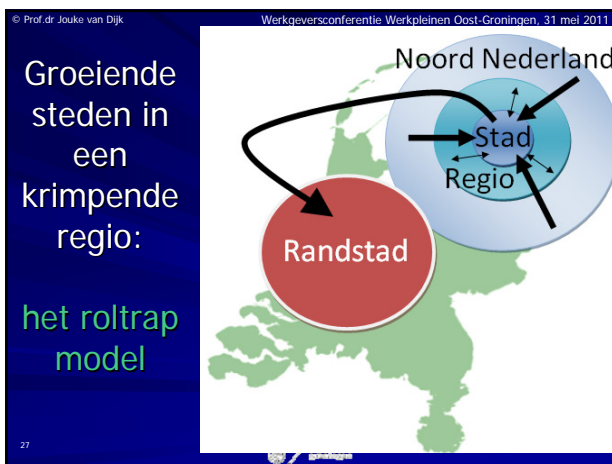 © Prof.dr Jouke van Dijk
Werkgeversconferentie Werkpleinen Oost-Groningen, 31 mei 2011
Groeiende
steden in
een
krimpende
regio:
het roltrap
model
Noord Nederland
Stad
Regio
Randstad
27